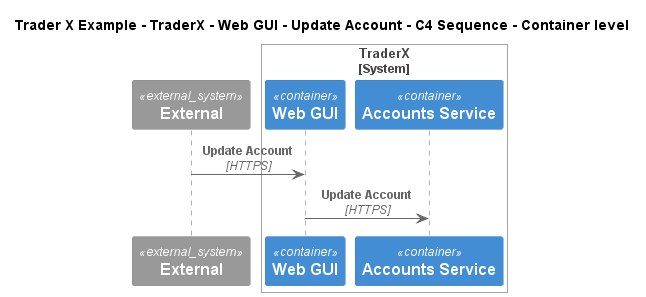 Trader X Example - TraderX - Web GUI - Update Account - C4 Sequence - Container level
TraderX
[System]
«external_system»
External
«container»
Web GUI
«container»
Accounts Service
Update Account
[HTTPS]
Update Account
[HTTPS]
«external_system»
External
«container»
Web GUI
«container»
Accounts Service